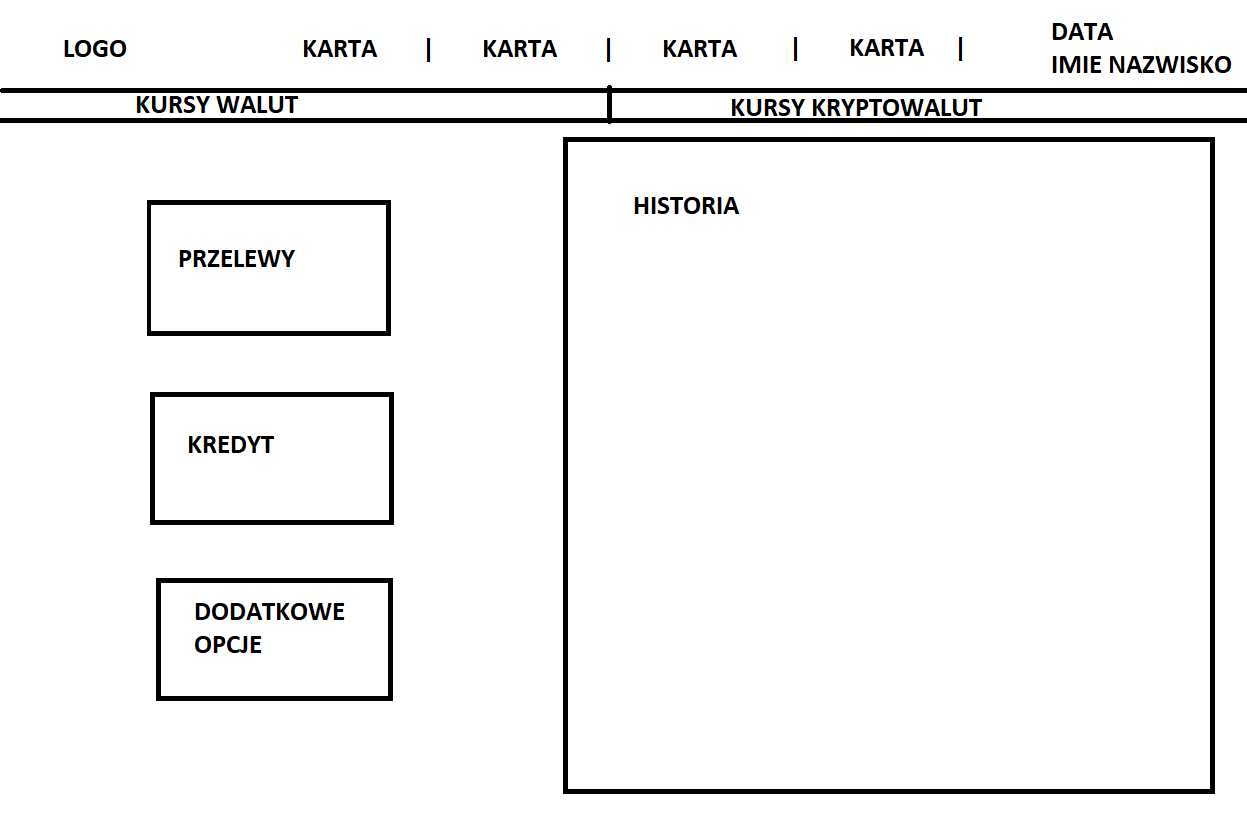 LOGO
KARTA | KARTA | KARTA | KARTA |
DATA
IMIE NAZWISKO
KURSY WALUT
KURSY KRYPTOWALUT
PRZELEWY
KREDYT
DODATKOWE
OPCJE
HISTORIA